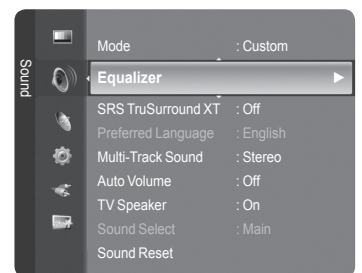 Sound
Mode : Custom
Equalizer
SRS TruSurround XT : Off
Preferred Language : English
Multi-Track Sound : Stereo
Auto Volume : Off
TV Speaker : On
Sound Select : Main
Sound Reset